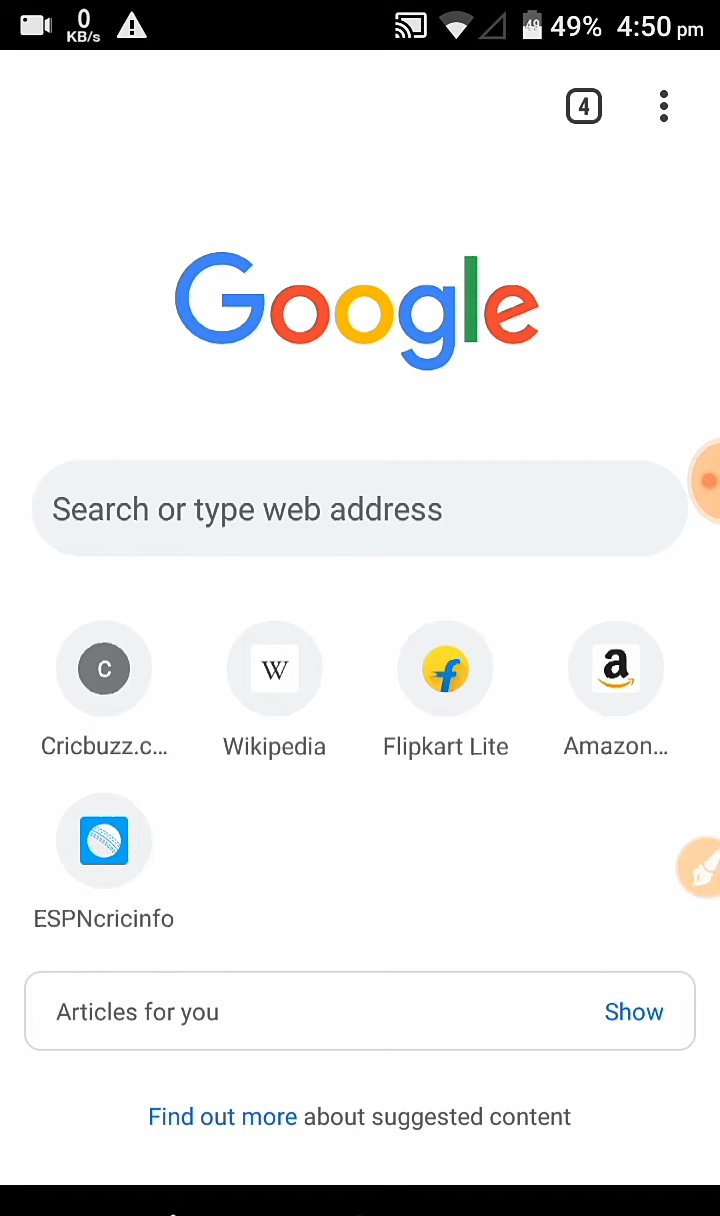 0
KB/s
49
49% 4:50 pm
4
Google
Search or type web address
C
W
f
a
Cricbuzz.c...
Wikipedia
Flipkart Lite
Amazon...
ESPNcricinfo
Articles for you
Show
Find out more about suggested content